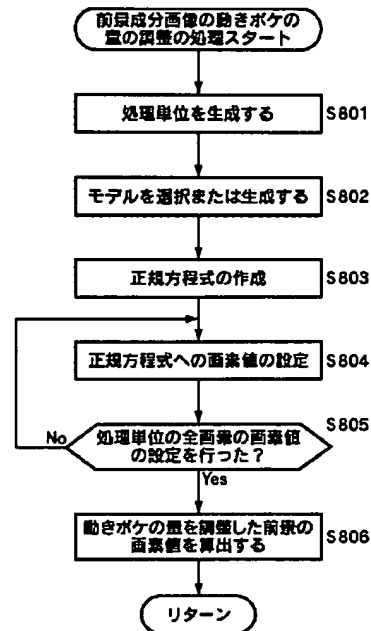 前景成分画像の動きボケの
量の調整の処理スタート
処理単位を生成する
S801
モデルを選択または生成する
S802
正規方程式の作成
S803
正規方程式への画素値の設定
S804
処理単位の全画素の画素値
の設定を行った？
S805
No
Yes
動きボケの量を調整した前景の
画素値を算出する
S806
リターン